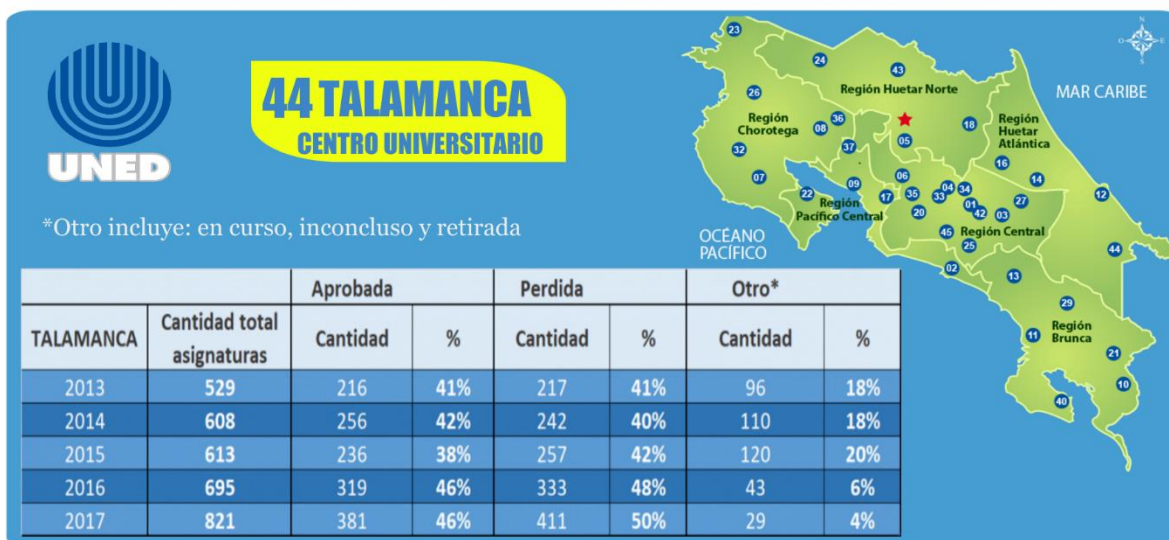 UNED
44 TALAMANCA
CENTRO UNIVERSITARIO
*Otro incluye: en curso, inconcluso y retirada
Aprobada Perdida Otro*
TALAMANCA Cantidad total asignaturas Cantidad % Cantidad % Cantidad %
2013 529 216 41% 217 41% 96 18%
2014 608 256 42% 242 40% 110 18%
2015 613 236 38% 257 42% 120 20%
2016 695 319 46% 333 48% 43 6%
2017 821 381 46% 411 50% 29 4%
N
O E
S
MAR CARIBE
OCÉANO
PACÍFICO
Región Huetar Norte
Región
Chorotega
Región
Huetar
Atlántica
Región
Pacífico Central
Región Central
Región
Brunca
23
24
43
26
36
08
18
32
37
05
16
07
06
14
22
09
17
35
33
04
34
01
42
03
27
12
20
45
25
44
02
13
29
11
21
10
40